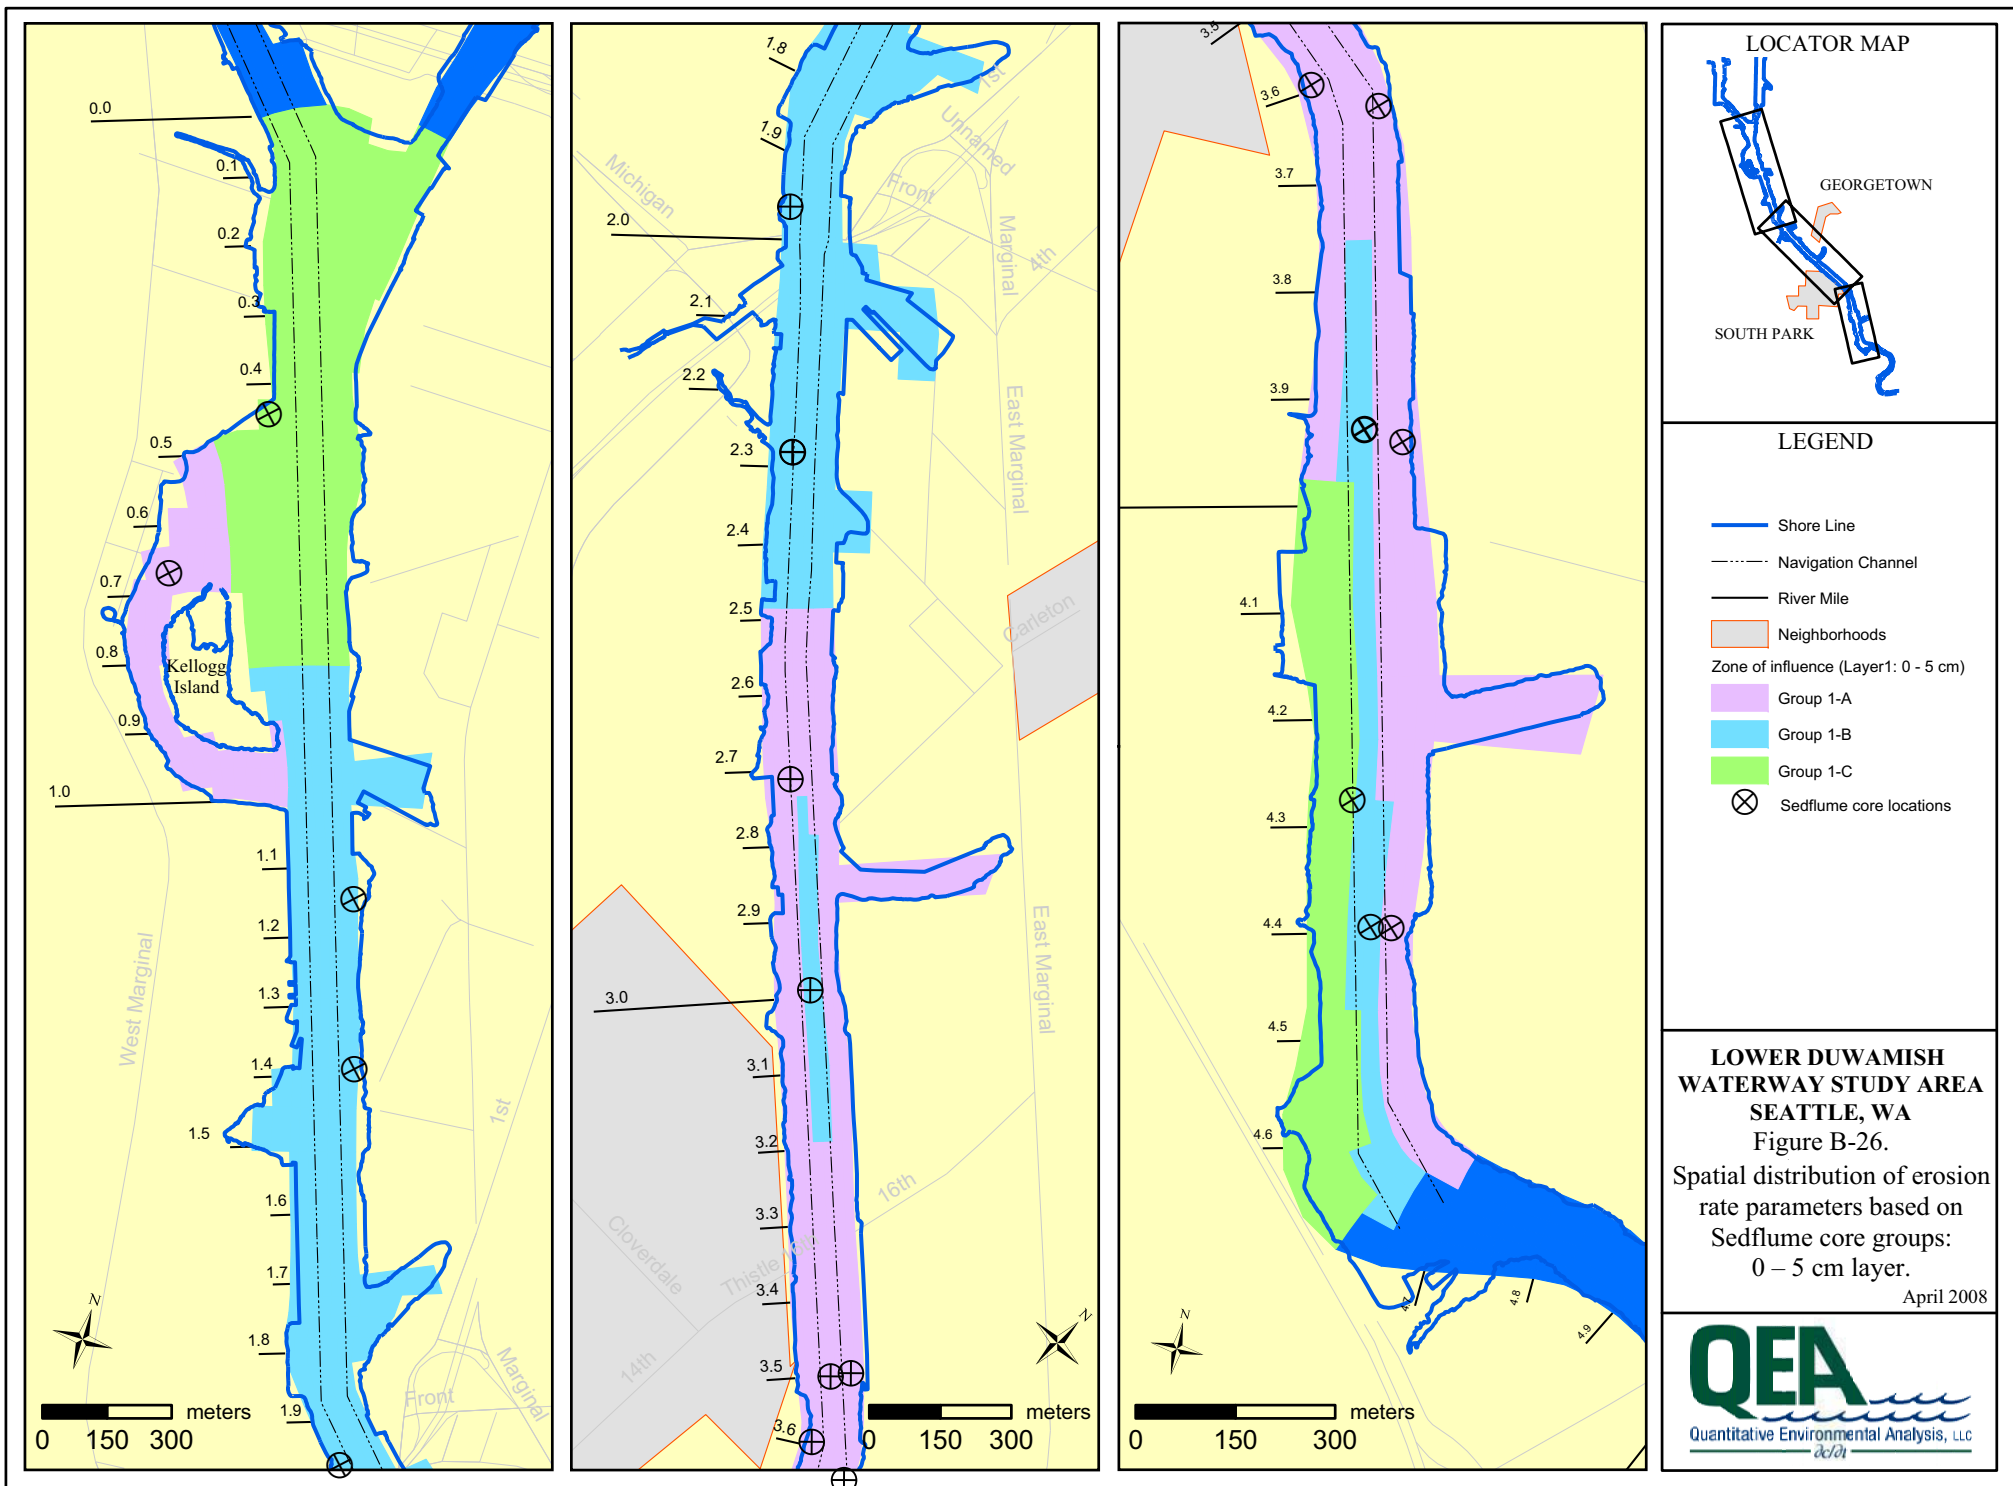 0.0
0.1
0.2
0.3
0.4
0.5
0.6
0.7
0.8
0.9
1.0
1.1
1.2
1.3
1.4
1.5
1.6
1.7
1.8
1.9
Kellogg
Island
West Marginal
1st
Front
Marginal
N
meters
0 150 300
1.8
1.9
2.0
2.1
2.2
2.3
2.4
2.5
2.6
2.7
2.8
2.9
3.0
3.1
3.2
3.3
3.4
3.5
3.6
Michigan
1st
Unnamed
Front
Marginal
4th
East Marginal
Carleton
East Marginal
16th
Cloverdale
Thistle 16th
14th
N
meters
0 150 300
3.5
3.6
3.7
3.8
3.9
4.1
4.2
4.3
4.4
4.5
4.6
4.7
4.8
4.9
N
meters
0 150 300
LOCATOR MAP
GEORGETOWN
SOUTH PARK
LEGEND
Shore Line
Navigation Channel
River Mile
Neighborhoods
Zone of influence (Layer1: 0 - 5 cm)
Group 1-A
Group 1-B
Group 1-C
Sedflume core locations
LOWER DUWAMISH
WATERWAY STUDY AREA
SEATTLE, WA
Figure B-26.
Spatial distribution of erosion
rate parameters based on
Sedflume core groups:
0 – 5 cm layer.
April 2008
QEA
Quantitative Environmental Analysis, LLC
∂c/∂t